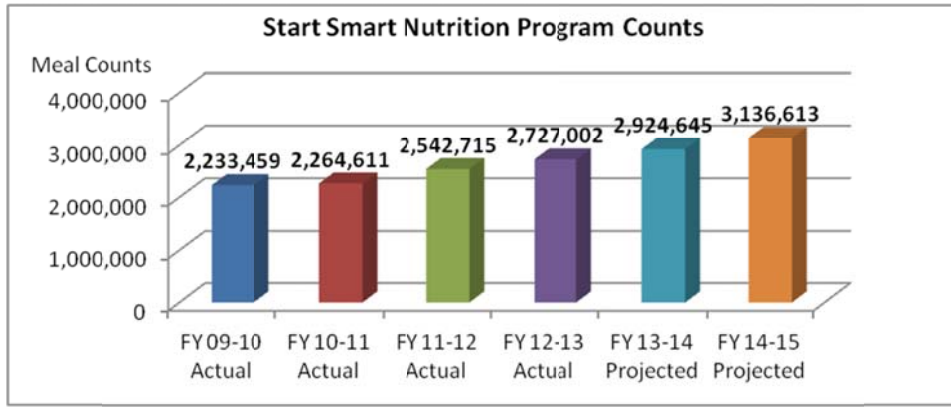 Start Smart Nutrition Program Counts
Meal Counts
4,000,000
3,000,000
2,000,000
1,000,000
0
2,233,459
2,264,611
2,542,715
2,727,002
2,924,645
3,136,613
FY 09-10
Actual
FY 10-11
Actual
FY 11-12
Actual
FY 12-13
Actual
FY 13-14
Projected
FY 14-15
Projected